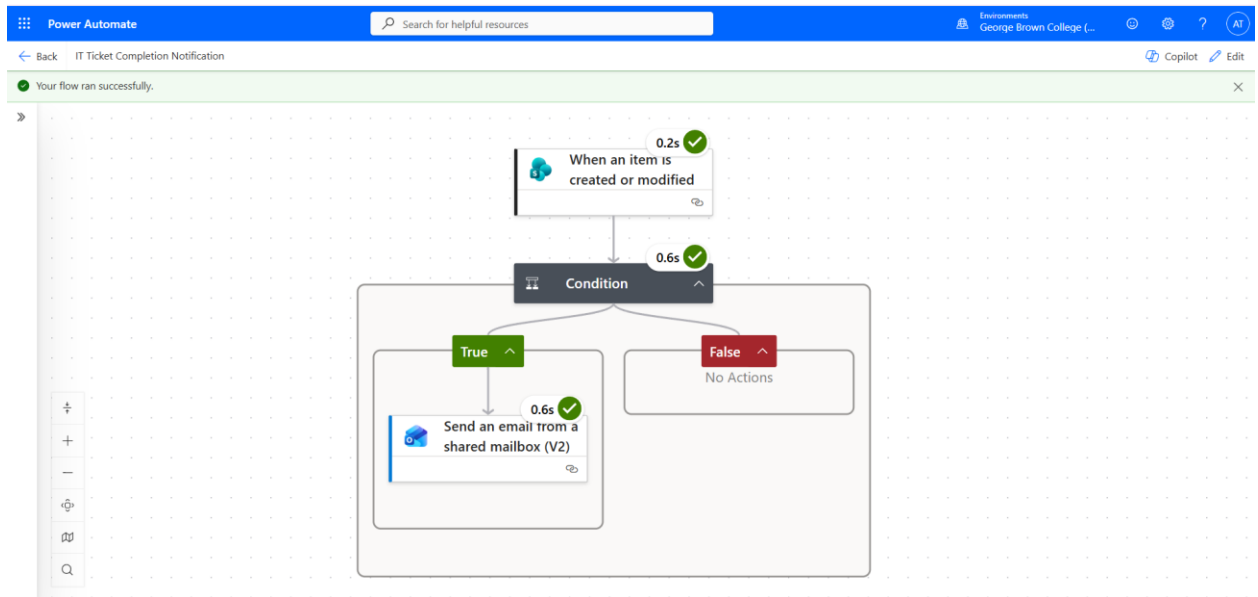 Power Automate
Search for helpful resources
Environments
George Brown College (...
?
AT
Back
IT Ticket Completion Notification
Copilot
Edit
Your flow ran successfully.
0.2s
When an item is
created or modified
0.6s
Condition
True
False
No Actions
0.6s
Send an email from a
shared mailbox (V2)